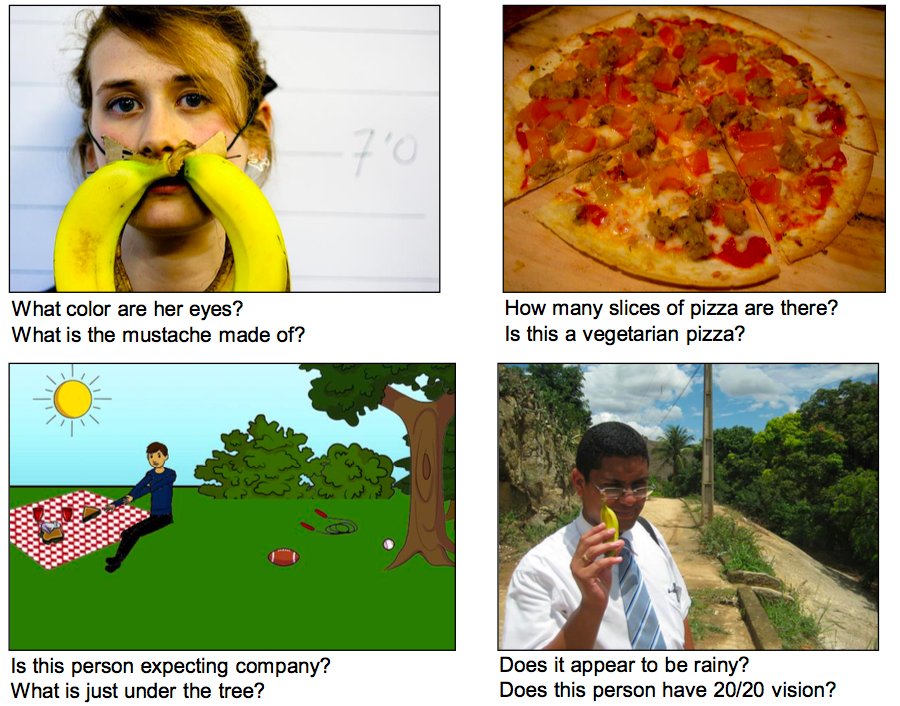 7'0
What color are her eyes?
What is the mustache made of?
How many slices of pizza are there?
Is this a vegetarian pizza?
Is this person expecting company?
What is just under the tree?
Does it appear to be rainy?
Does this person have 20/20 vision?